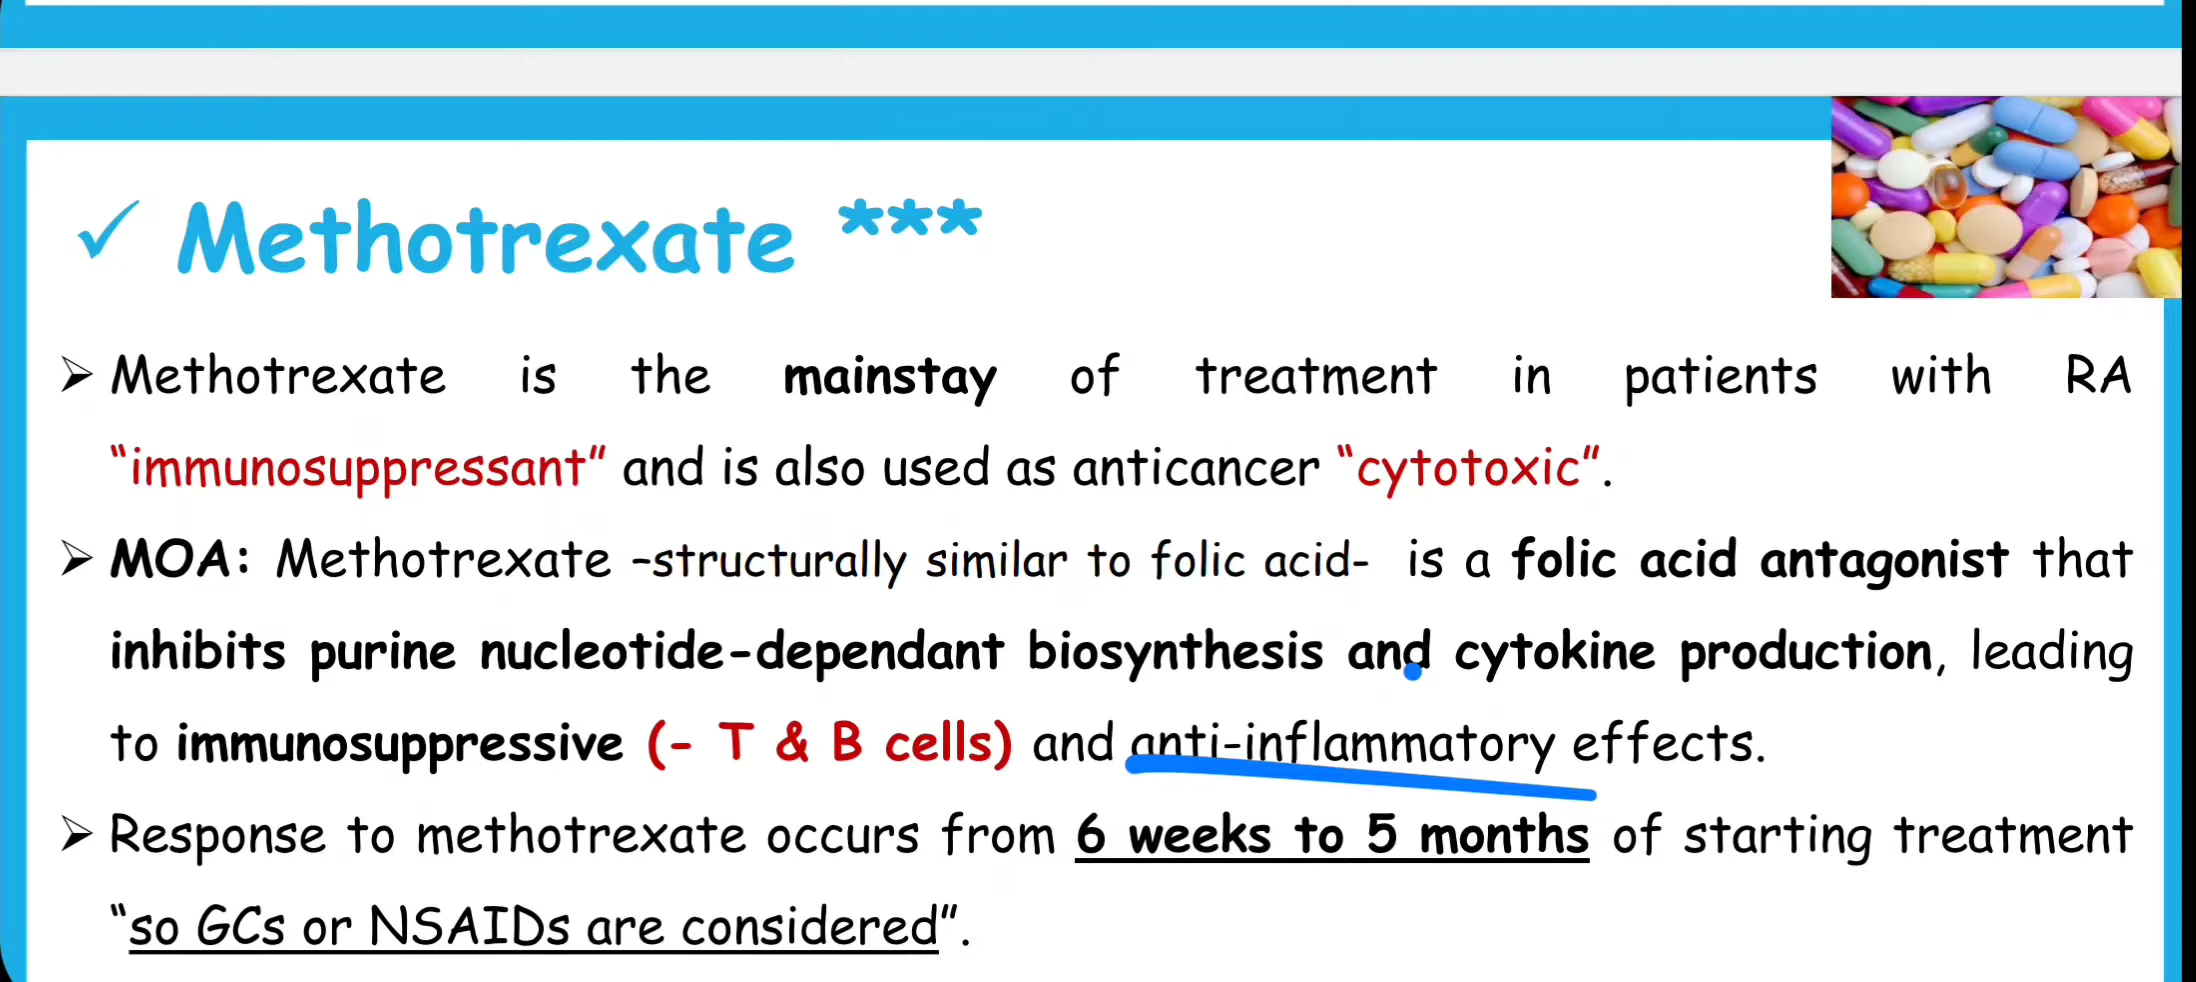 ✓ Methotrexate ***
➢ Methotrexate is the mainstay of treatment in patients with RA
“immunosuppressant” and is also used as anticancer “cytotoxic”.
➢ MOA: Methotrexate –structurally similar to folic acid- is a folic acid antagonist that
inhibits purine nucleotide-dependant biosynthesis and cytokine production, leading
to immunosuppressive (- T & B cells) and anti-inflammatory effects.
➢ Response to methotrexate occurs from 6 weeks to 5 months of starting treatment
“so GCs or NSAIDs are considered”.